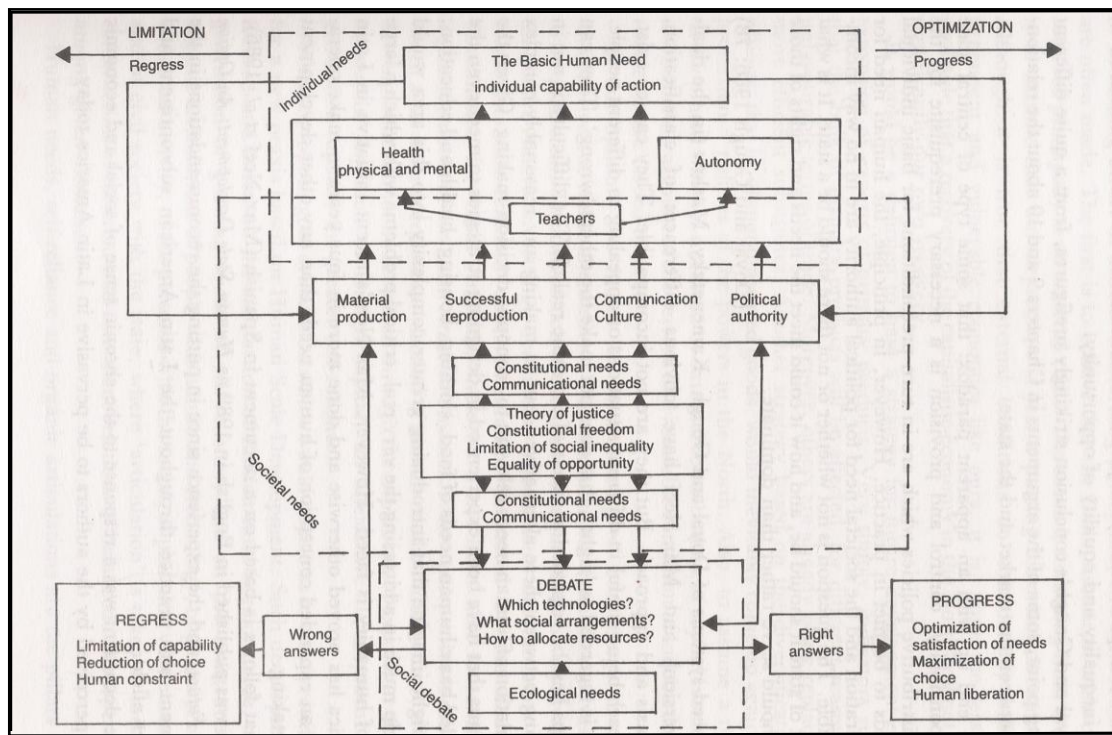 LIMITATION
Regress
OPTIMIZATION
Progress
Individual needs
The Basic Human Need
individual capability of action
Health
physical and mental
Autonomy
Teachers
Material
production
Successful
reproduction
Communication
Culture
Political
authority
Constitutional needs
Communicational needs
Theory of justice
Constitutional freedom
Limitation of social inequality
Equality of opportunity
Constitutional needs
Communicational needs
Societal needs
DEBATE
Which technologies?
What social arrangements?
How to allocate resources?
Ecological needs
Social debate
Wrong
answers
Right
answers
REGRESS
Limitation of capability
Reduction of choice
Human constraint
PROGRESS
Optimization of
satisfaction of needs
Maximization of
choice
Human liberation